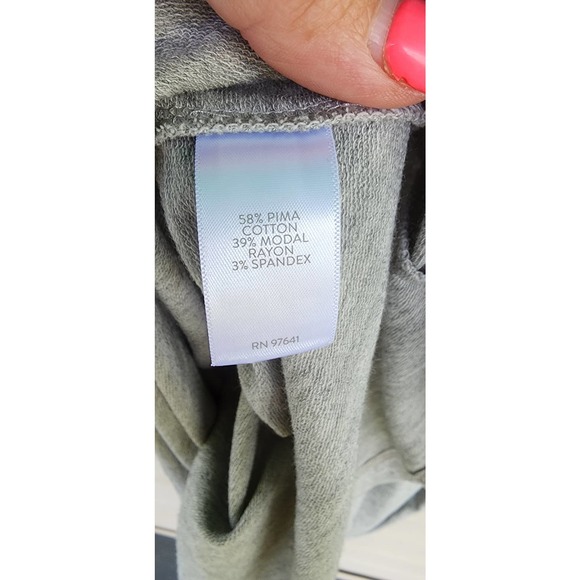 58% PIMA
COTTON
39% MODAL
RAYON
3% SPANDEX
RN 97641